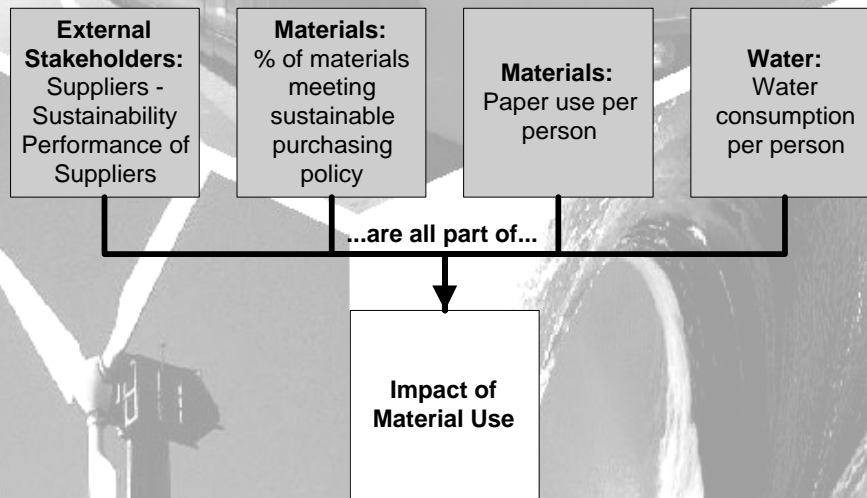 External
Stakeholders:
Suppliers -
Sustainability
Performance of
Suppliers
Materials:
% of materials
meeting
sustainable
purchasing
policy
Materials:
Paper use per
person
Water:
Water
consumption
per person
...are all part of...
Impact of
Material Use